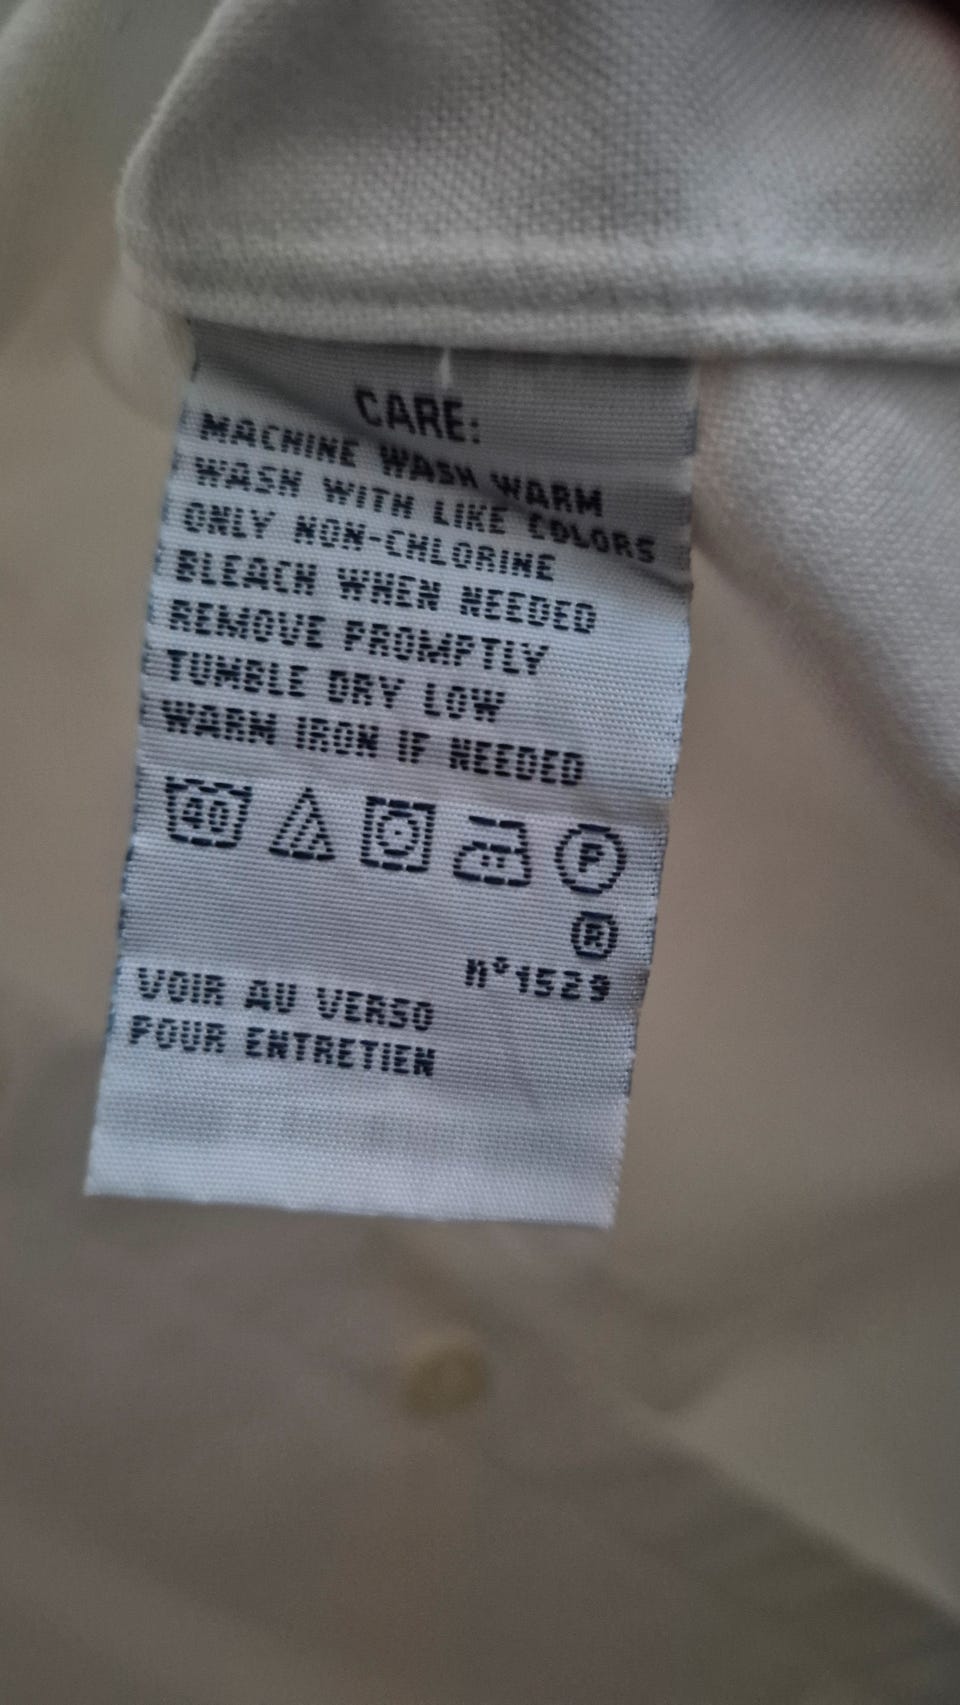 CARE:
MACHINE WASH WARM
WASH WITH LIKE COLORS
ONLY NON-CHLORINE
BLEACH WHEN NEEDED
REMOVE PROMPTLY
TUMBLE DRY LOW
WARM IRON IF NEEDED
40 P
®
n°1529
VOIR AU VERSO
POUR ENTRETIEN